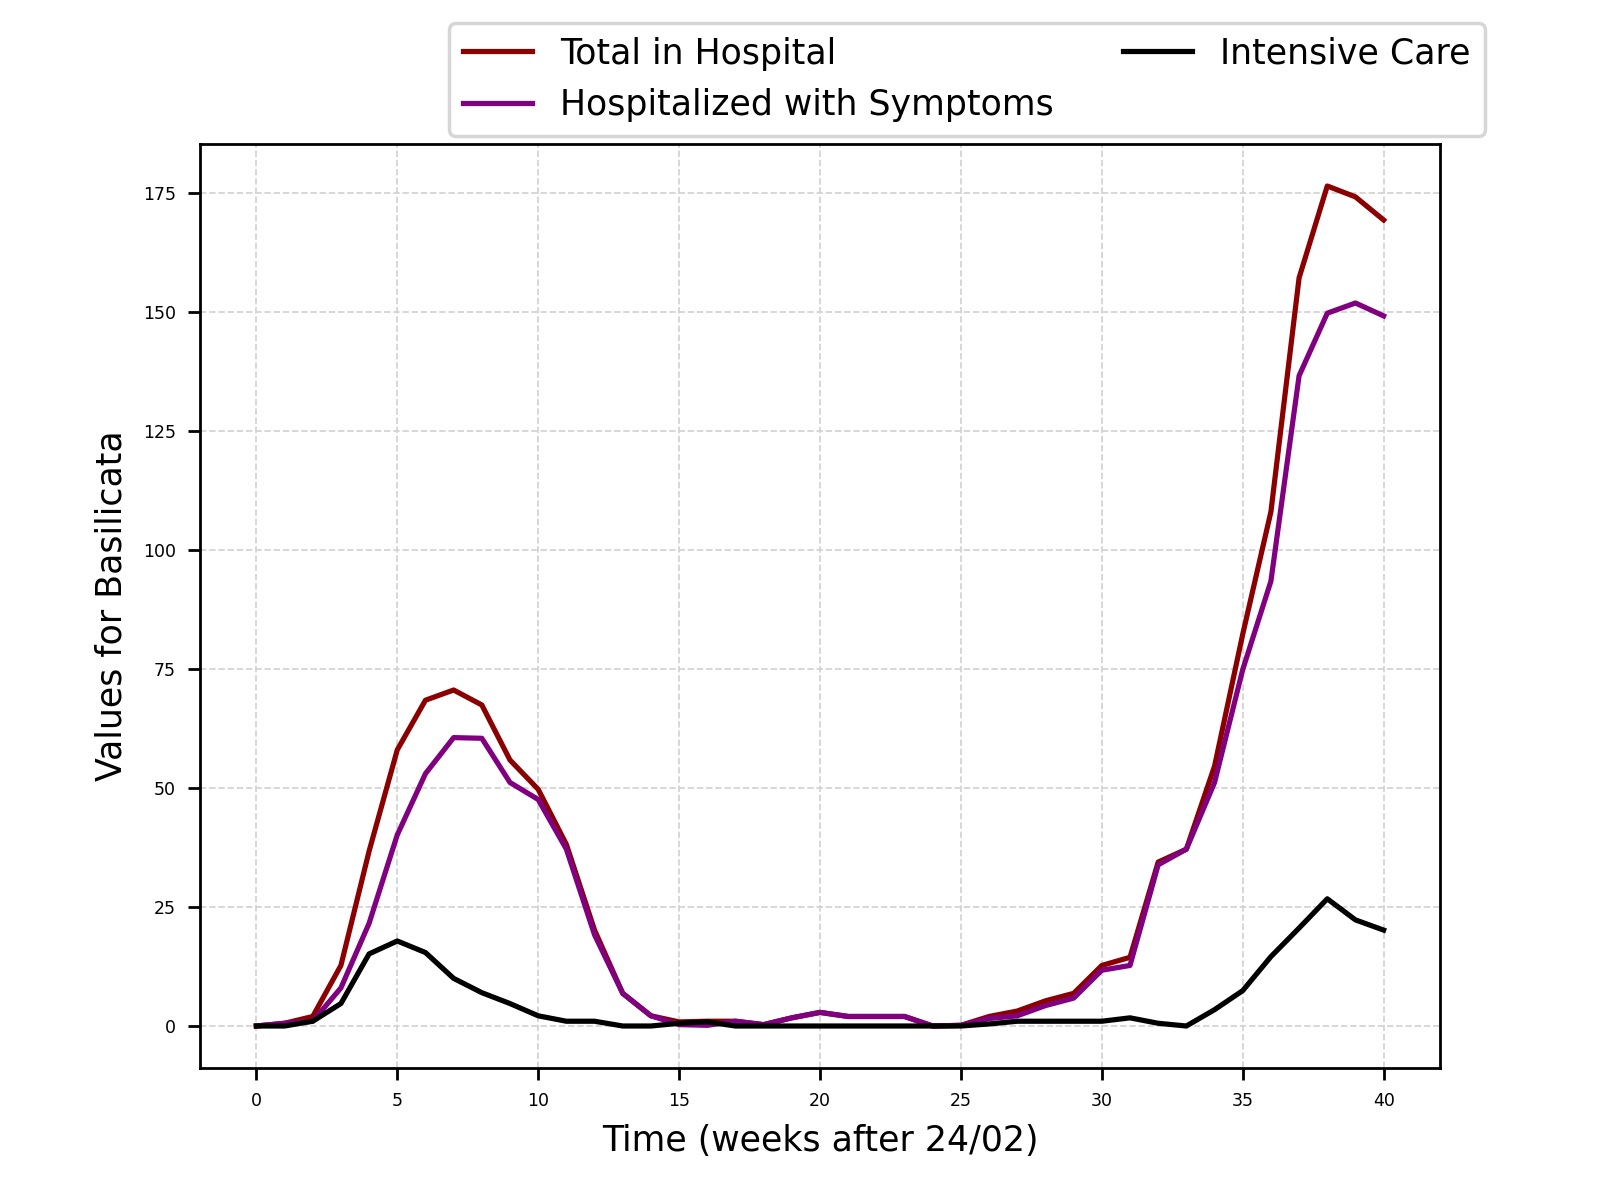 Total in Hospital
Hospitalized with Symptoms
Intensive Care
175
150
125
100
75
50
25
0
Values for Basilicata
0 5 10 15 20 25 30 35 40
Time (weeks after 24/02)